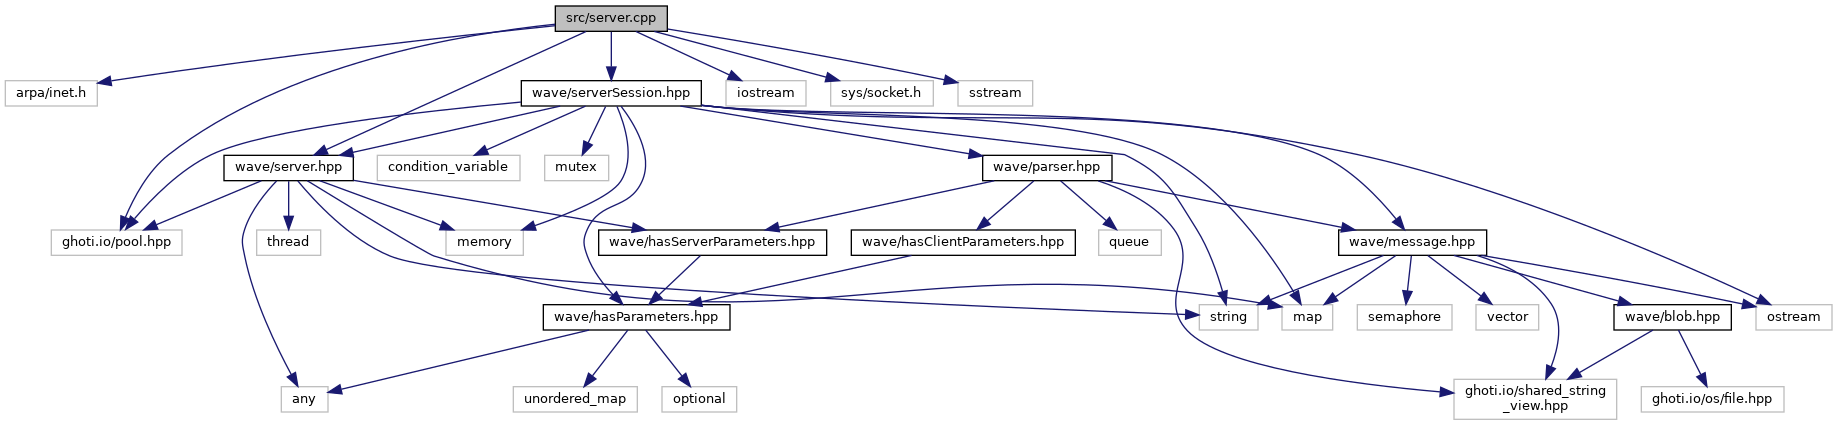 src/server.cpp
arpa/inet.h
wave/serverSession.hpp
iostream
sys/socket.h
sstream
wave/server.hpp
condition_variable
mutex
wave/parser.hpp
ghoti.io/pool.hpp
thread
memory
wave/hasServerParameters.hpp
wave/hasClientParameters.hpp
queue
wave/message.hpp
wave/hasParameters.hpp
string
map
semaphore
vector
wave/blob.hpp
ostream
any
unordered_map
optional
ghoti.io/shared_string
_view.hpp
ghoti.io/os/file.hpp